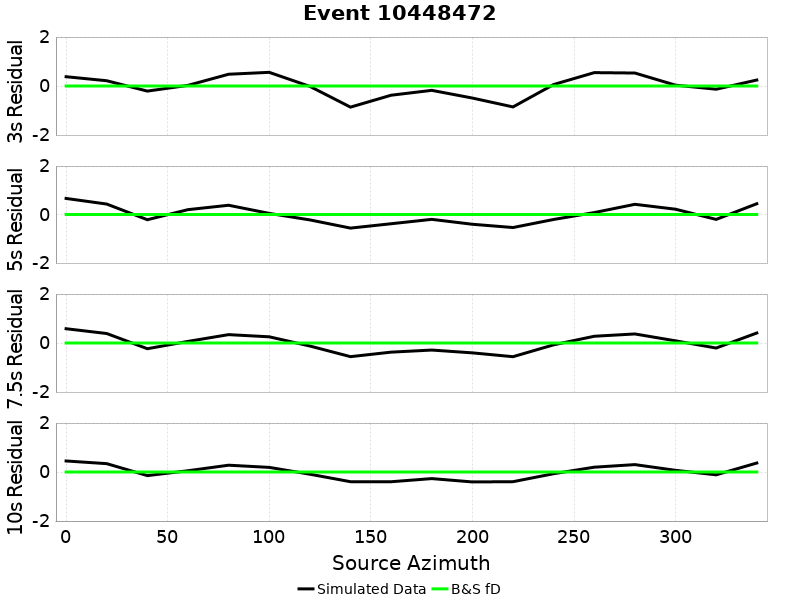 Event 10448472
3s Residual
2
0
-2
5s Residual
2
0
-2
7.5s Residual
2
0
-2
10s Residual
2
0
-2
0 50 100 150 200 250 300
Source Azimuth
Simulated Data B&S fD